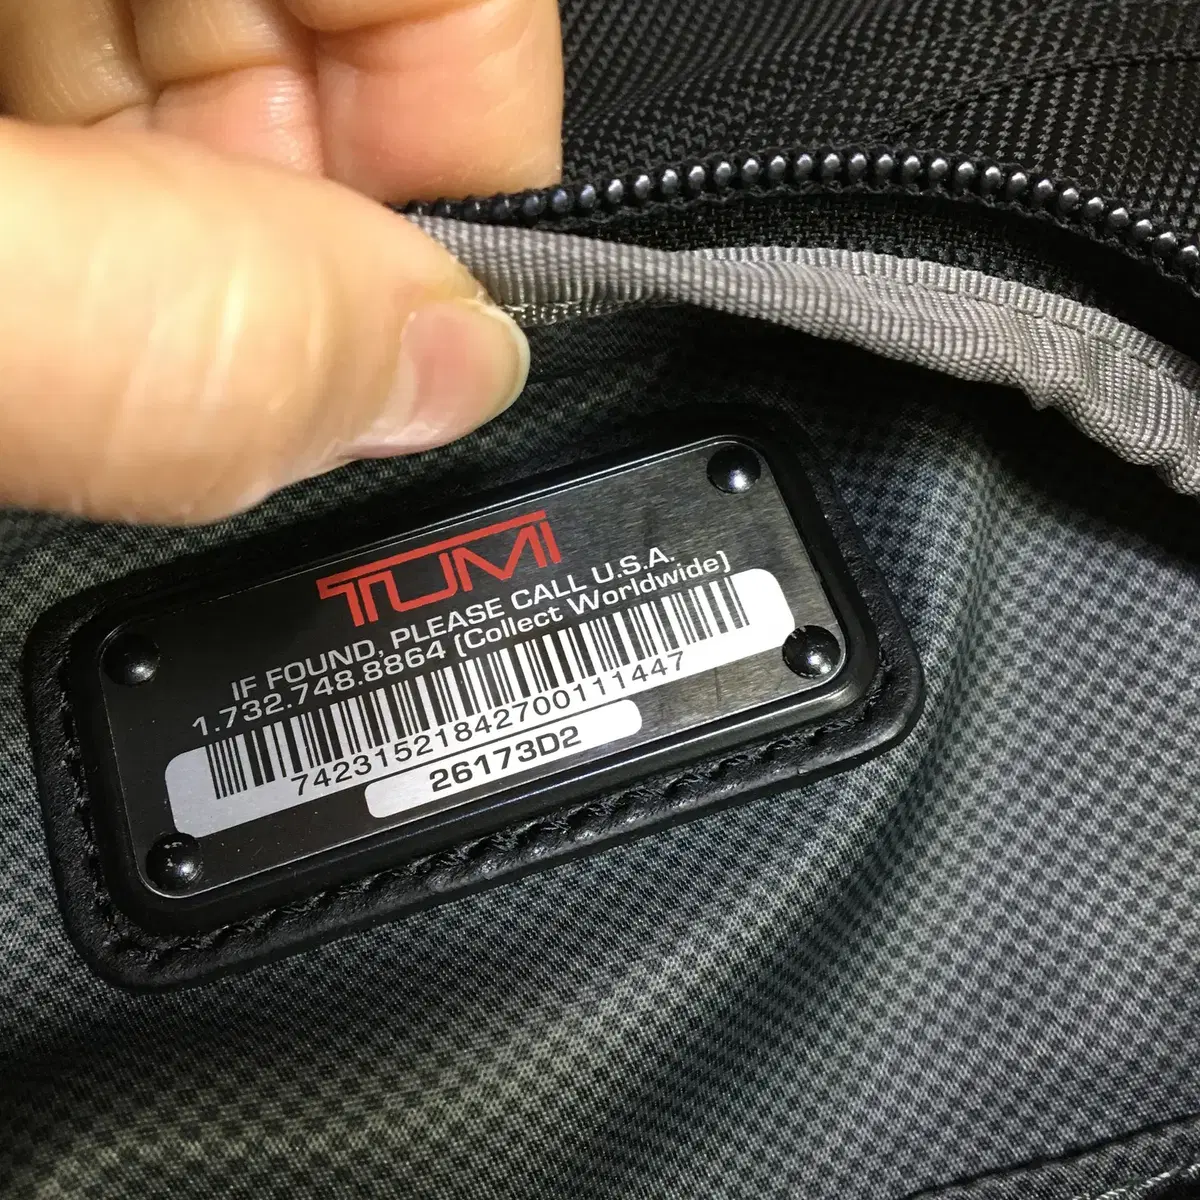 TUMI
IF FOUND, PLEASE CALL U.S.A.
1.732.748.8864 (Collect Worldwide)
74231521842700111447
26173D2